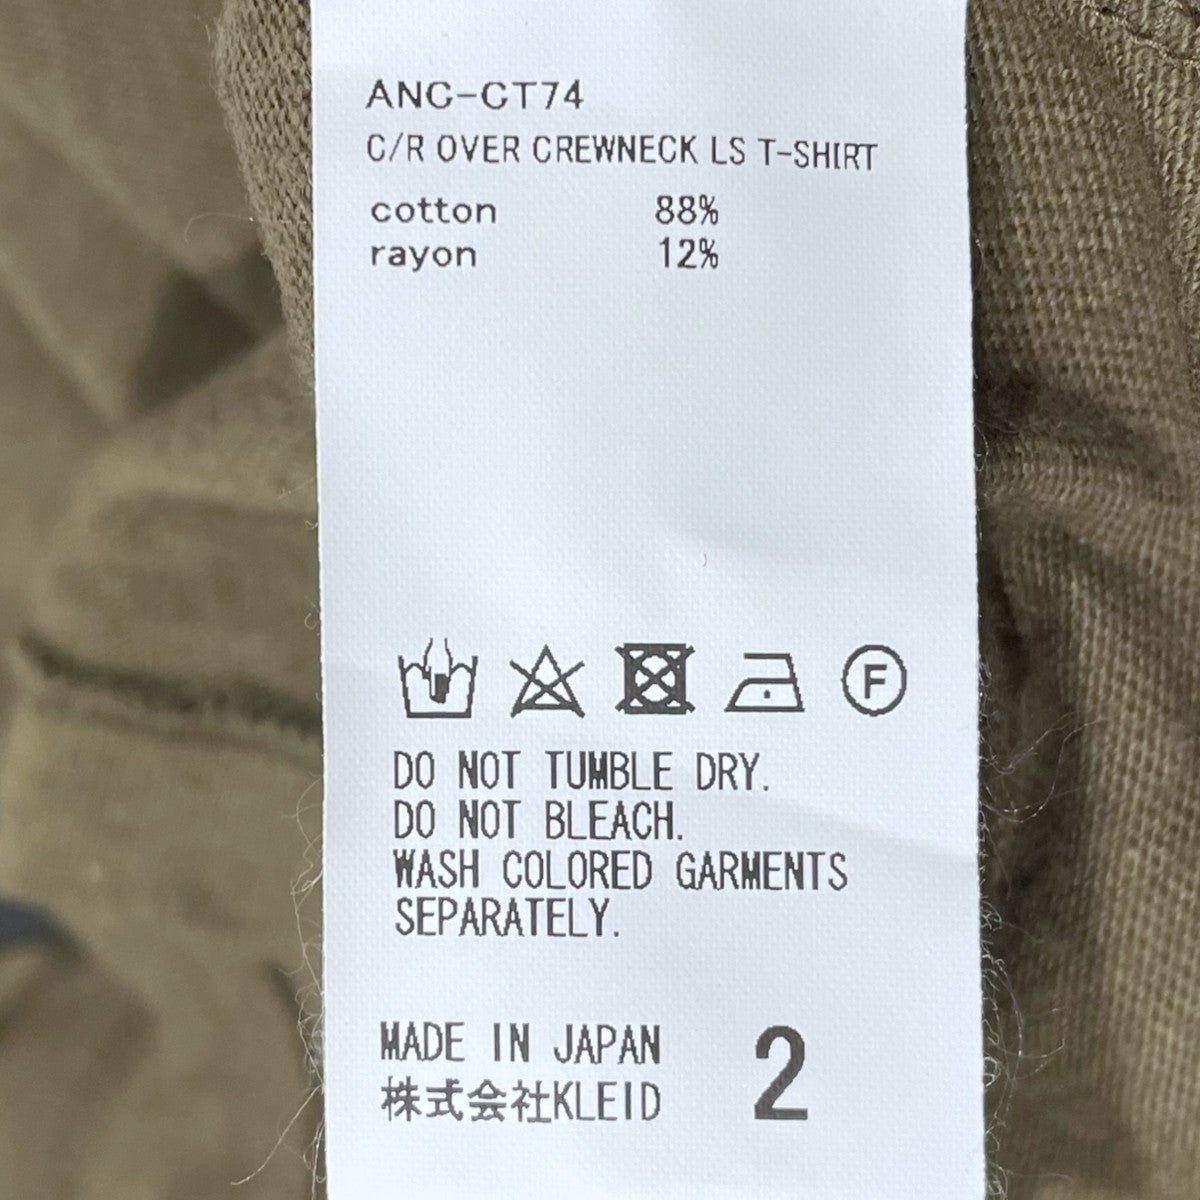 ANC-CT74
C/R OVER CREWNECK LS T-SHIRT
cotton 88%
rayon 12%
F
DO NOT TUMBLE DRY.
DO NOT BLEACH.
WASH COLORED GARMENTS
SEPARATELY.
MADE IN JAPAN 2
株式会社KLEID